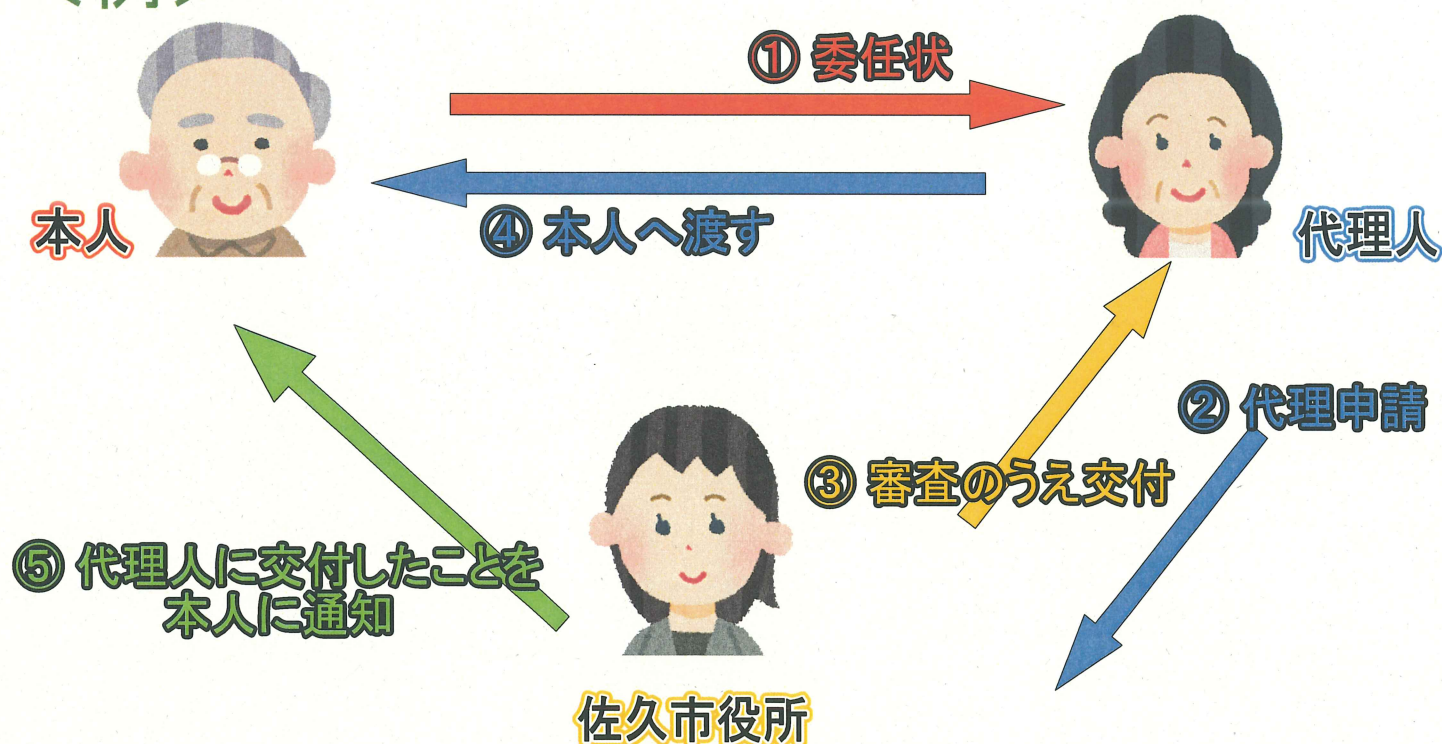 ① 委任状
④ 本人へ渡す
本人
代理人
② 代理申請
③ 審査のうえ交付
⑤ 代理人に交付したことを
本人に通知
佐久市役所